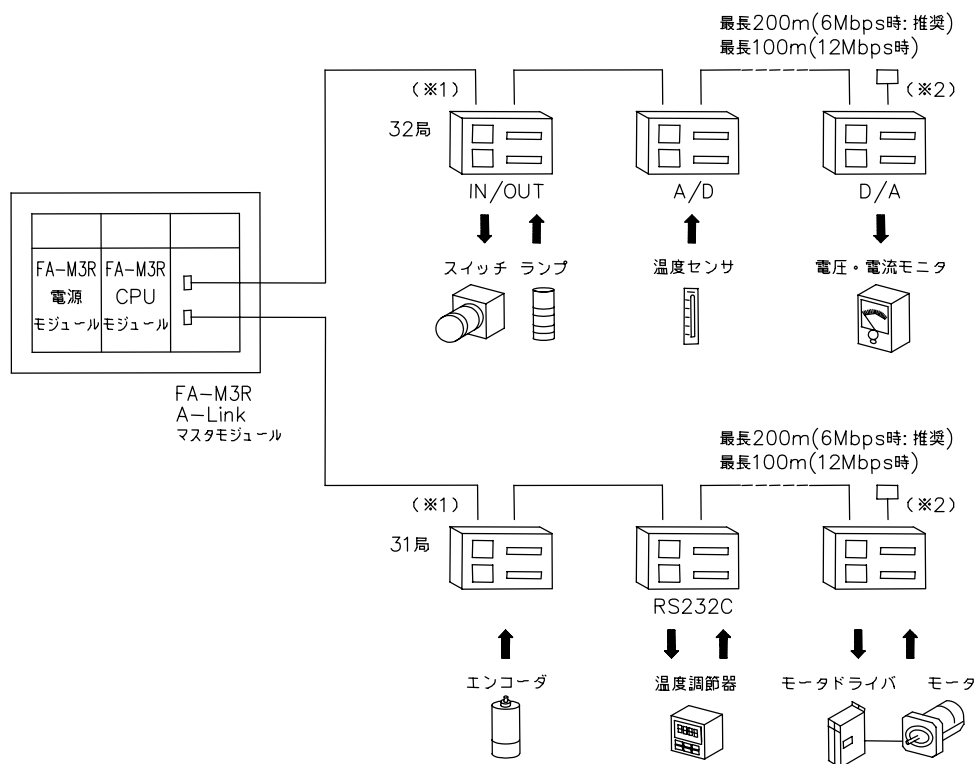 最長200m(6Mbps時:推奨)
最長100m(12Mbps時)
(※1)
(※2)
32局
IN/OUT
A/D
D/A
スイッチ ランプ
温度センサ
電圧・電流モニタ
FA-M3R
電源
モジュール
FA-M3R
CPU
モジュール
FA-M3R
A-Link
マスタモジュール
最長200m(6Mbps時:推奨)
最長100m(12Mbps時)
(※1)
(※2)
31局
RS232C
エンコーダ
温度調節器
モータドライバ
モータ